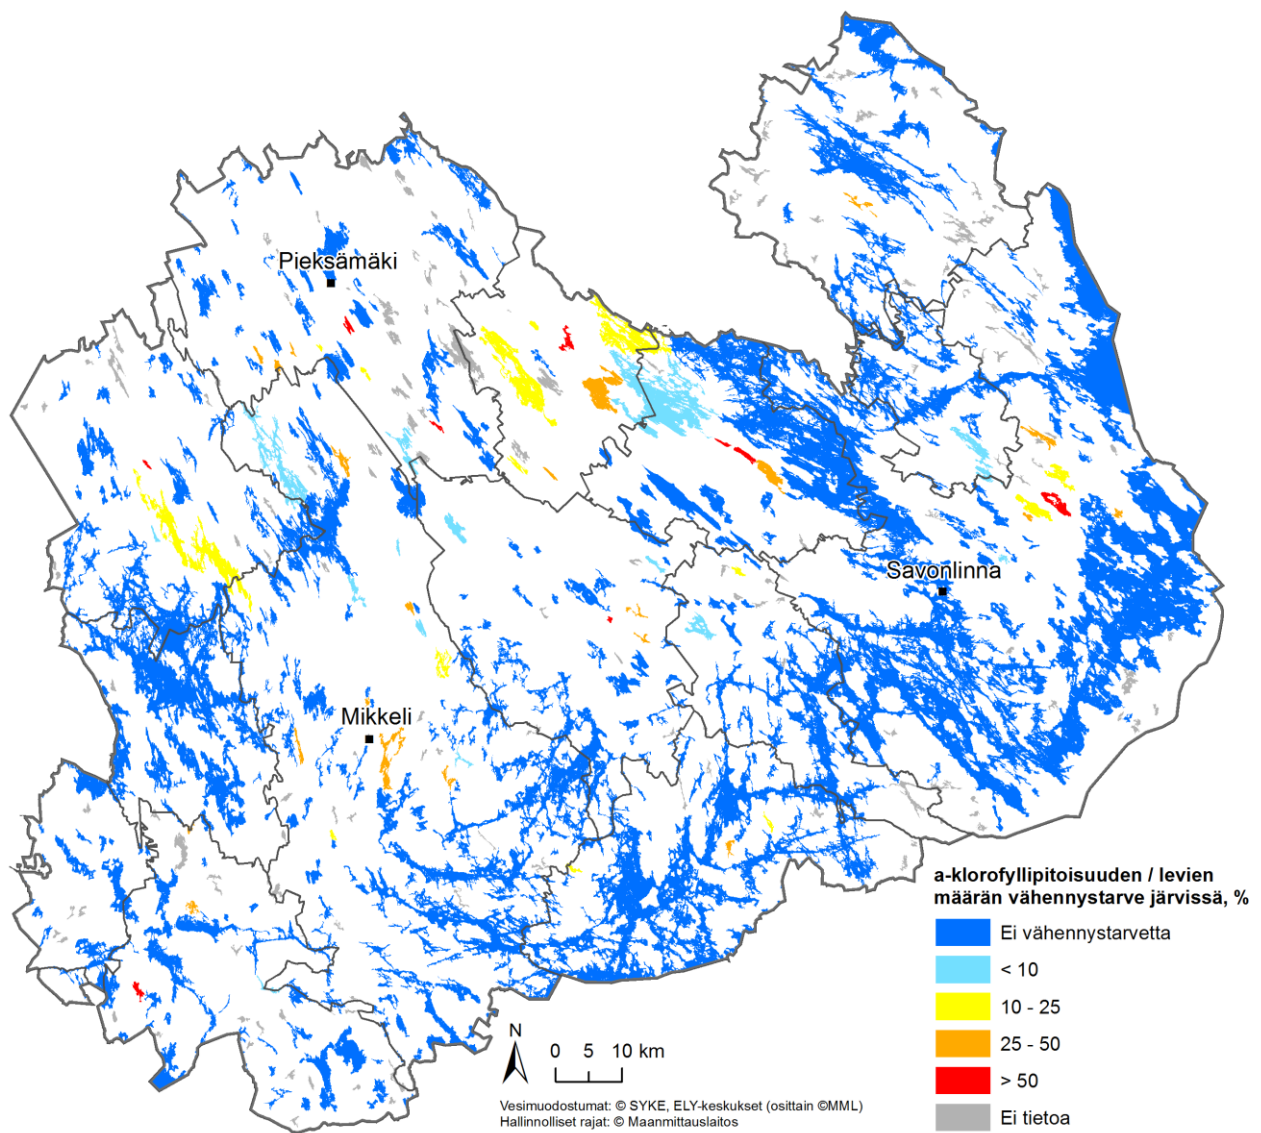 Pieksämäki
Savonlinna
Mikkeli
a-klorofyllipitoisuuden / levien
määrän vähennystarve järvissä, %
Ei vähennystarvetta
< 10
10 - 25
25 - 50
> 50
Ei tietoa
N
0 5 10 km
Vesimuodostumat: © SYKE, ELY-keskukset (osittain ©MML)
Hallinnolliset rajat: © Maanmittauslaitos